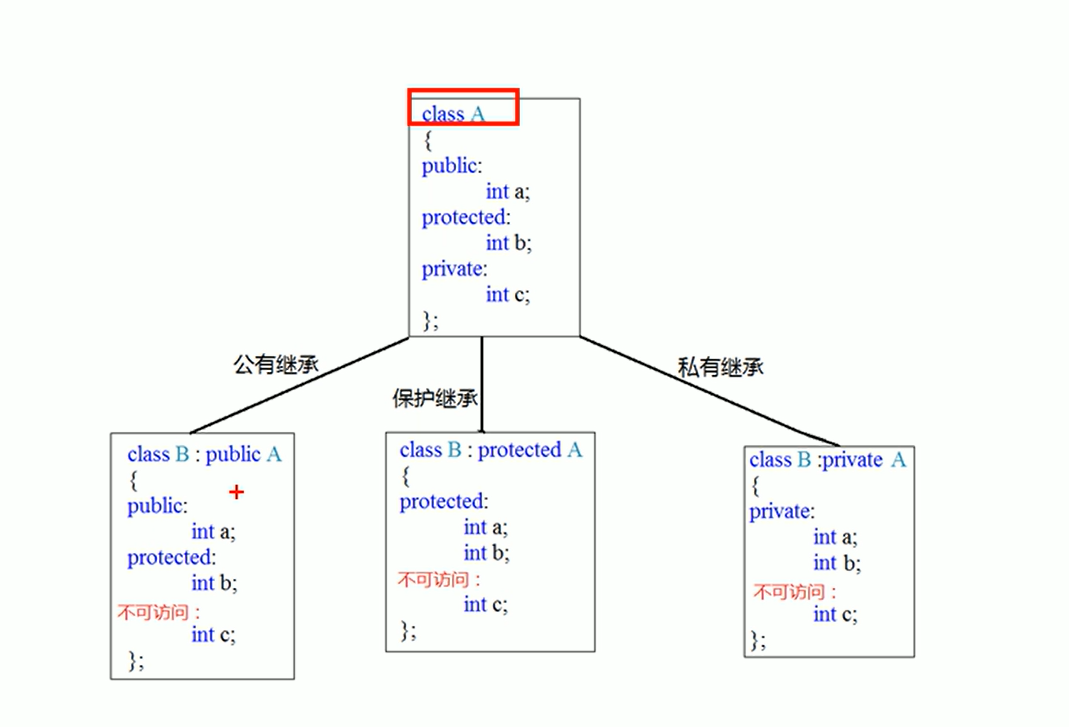 class A
{
public:
int a;
protected:
int b;
private:
int c;
};
公有继承
保护继承
私有继承
class B : public A
{
public:
int a;
protected:
int b;
不可访问：
int c;
};
class B : protected A
{
protected:
int a;
int b;
不可访问：
int c;
};
class B :private A
{
private:
int a;
int b;
不可访问：
int c;
};